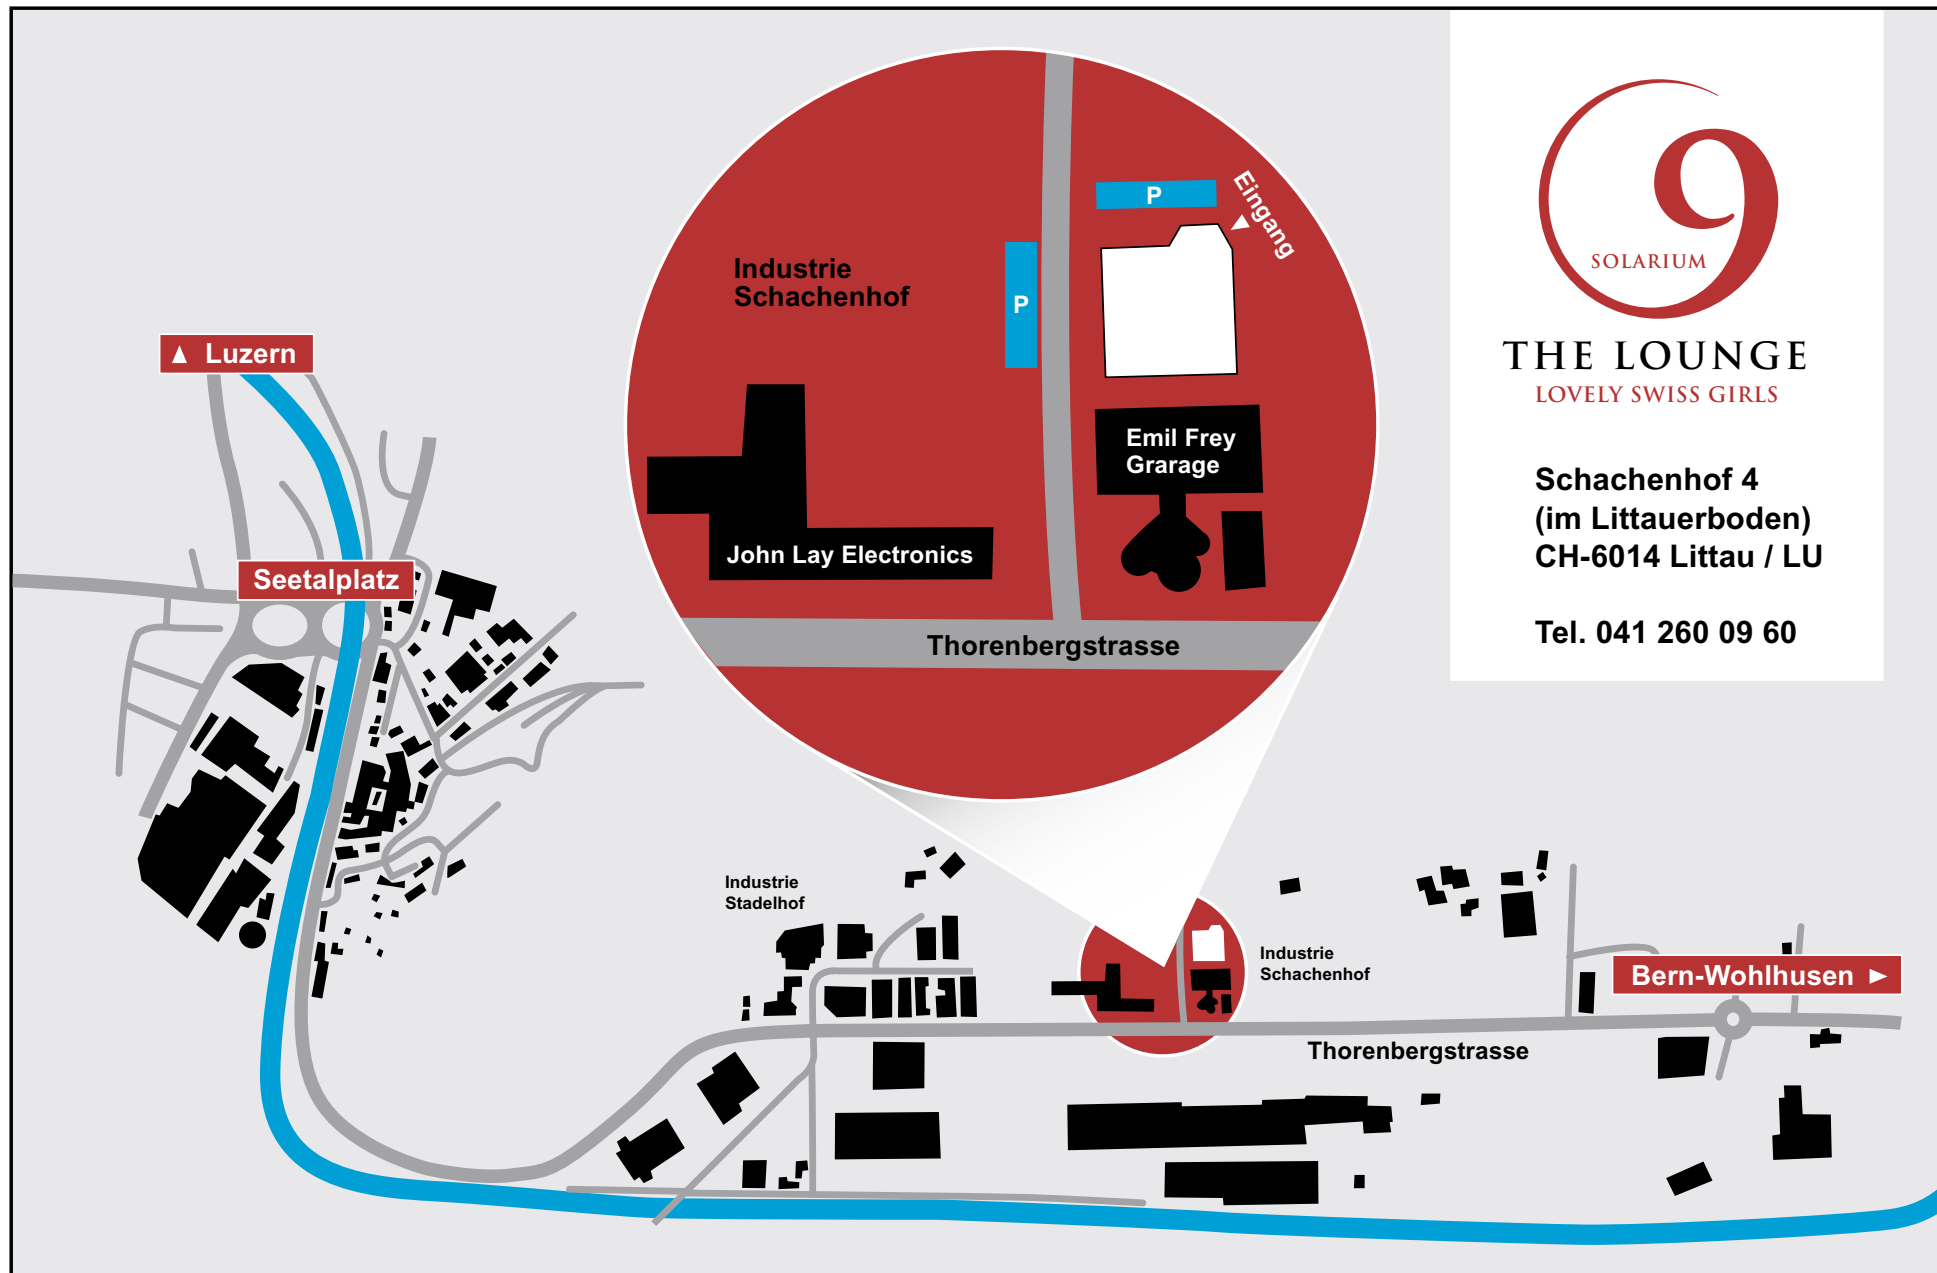 Eingang
P
P
Industrie
Schachenhof
Emil Frey
Grarage
John Lay Electronics
Thorenbergstrasse
Luzern
Seetalplatz
Industrie
Stadelhof
Industrie
Schachenhof
Bern-Wohlhusen
Thorenbergstrasse
9
SOLARIUM
THE LOUNGE
LOVELY SWISS GIRLS
Schachenhof 4
(im Littauerboden)
CH-6014 Littau / LU
Tel. 041 260 09 60